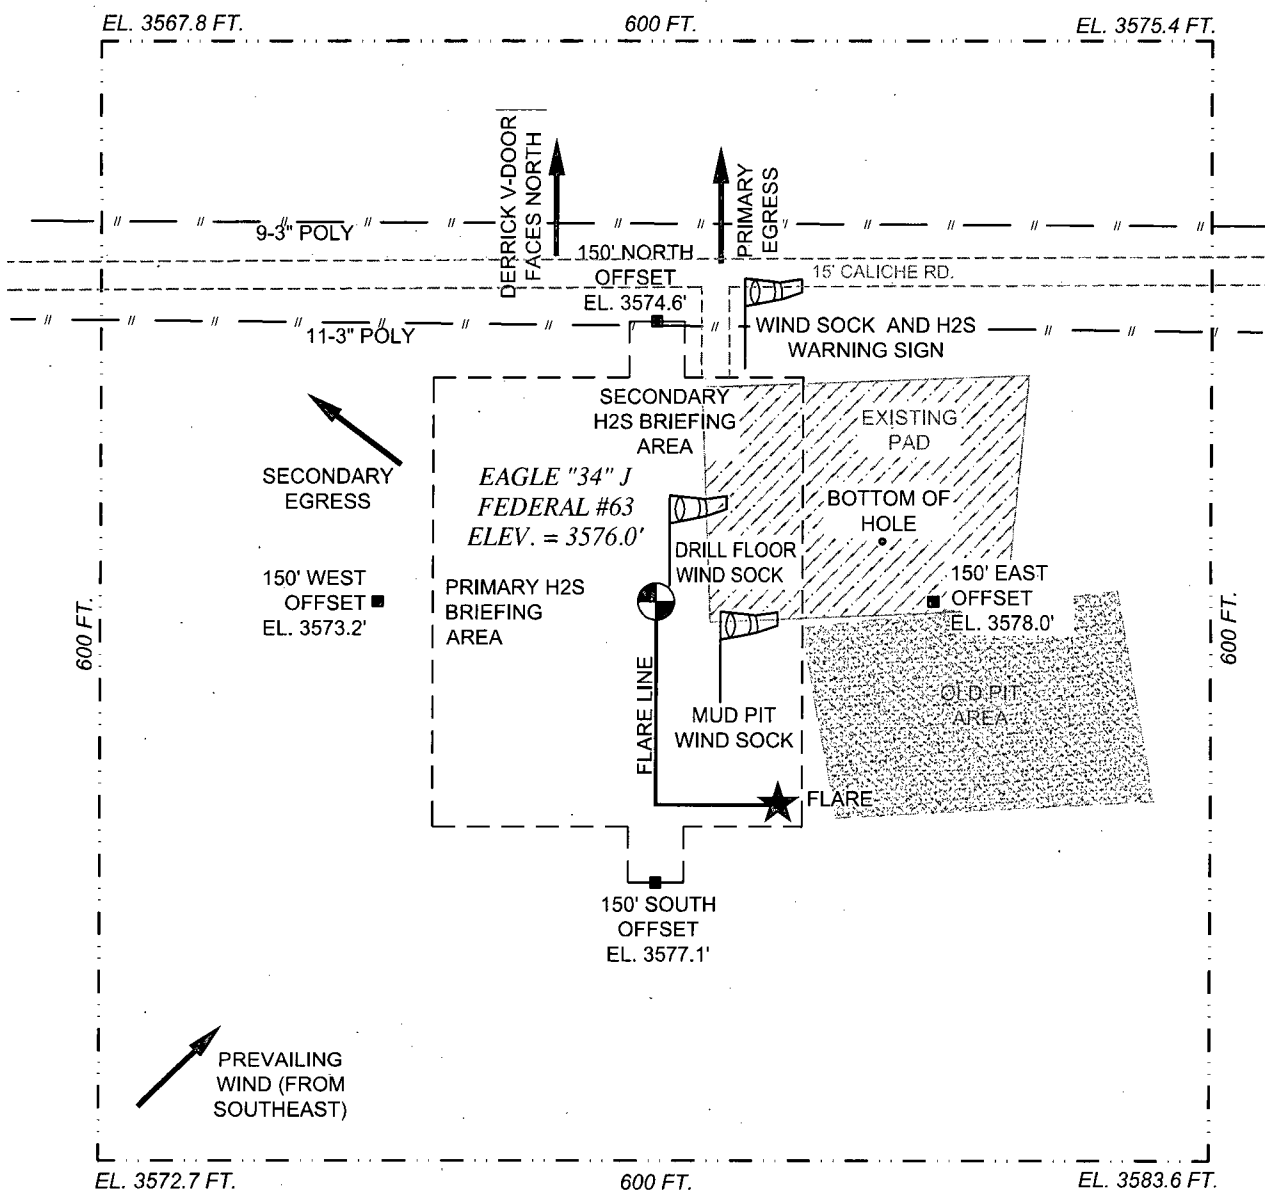 EL. 3567.8 FT.
600 FT.
EL. 3575.4 FT.
DERRICK V-DOOR
FACES NORTH
PRIMARY
EGRESS
9-3" POLY
150' NORTH
OFFSET
EL. 3574.6'
15' CALICHE RD.
11-3" POLY
WIND SOCK AND H2S
WARNING SIGN
SECONDARY
H2S BRIEFING
AREA
EXISTING
PAD
SECONDARY
EGRESS
EAGLE "34" J
FEDERAL #63
ELEV. = 3576.0'
BOTTOM OF
HOLE
DRILL FLOOR
WIND SOCK
150' WEST
OFFSET
EL. 3573.2'
PRIMARY H2S
BRIEFING
AREA
150' EAST
OFFSET
EL. 3578.0'
600 FT.
600 FT.
FLARE LINE
MUD PIT
WIND SOCK
OLD PIT
AREA
FLARE
150' SOUTH
OFFSET
EL. 3577.1'
PREVAILING
WIND (FROM
SOUTHEAST)
EL. 3572.7 FT.
600 FT.
EL. 3583.6 FT.